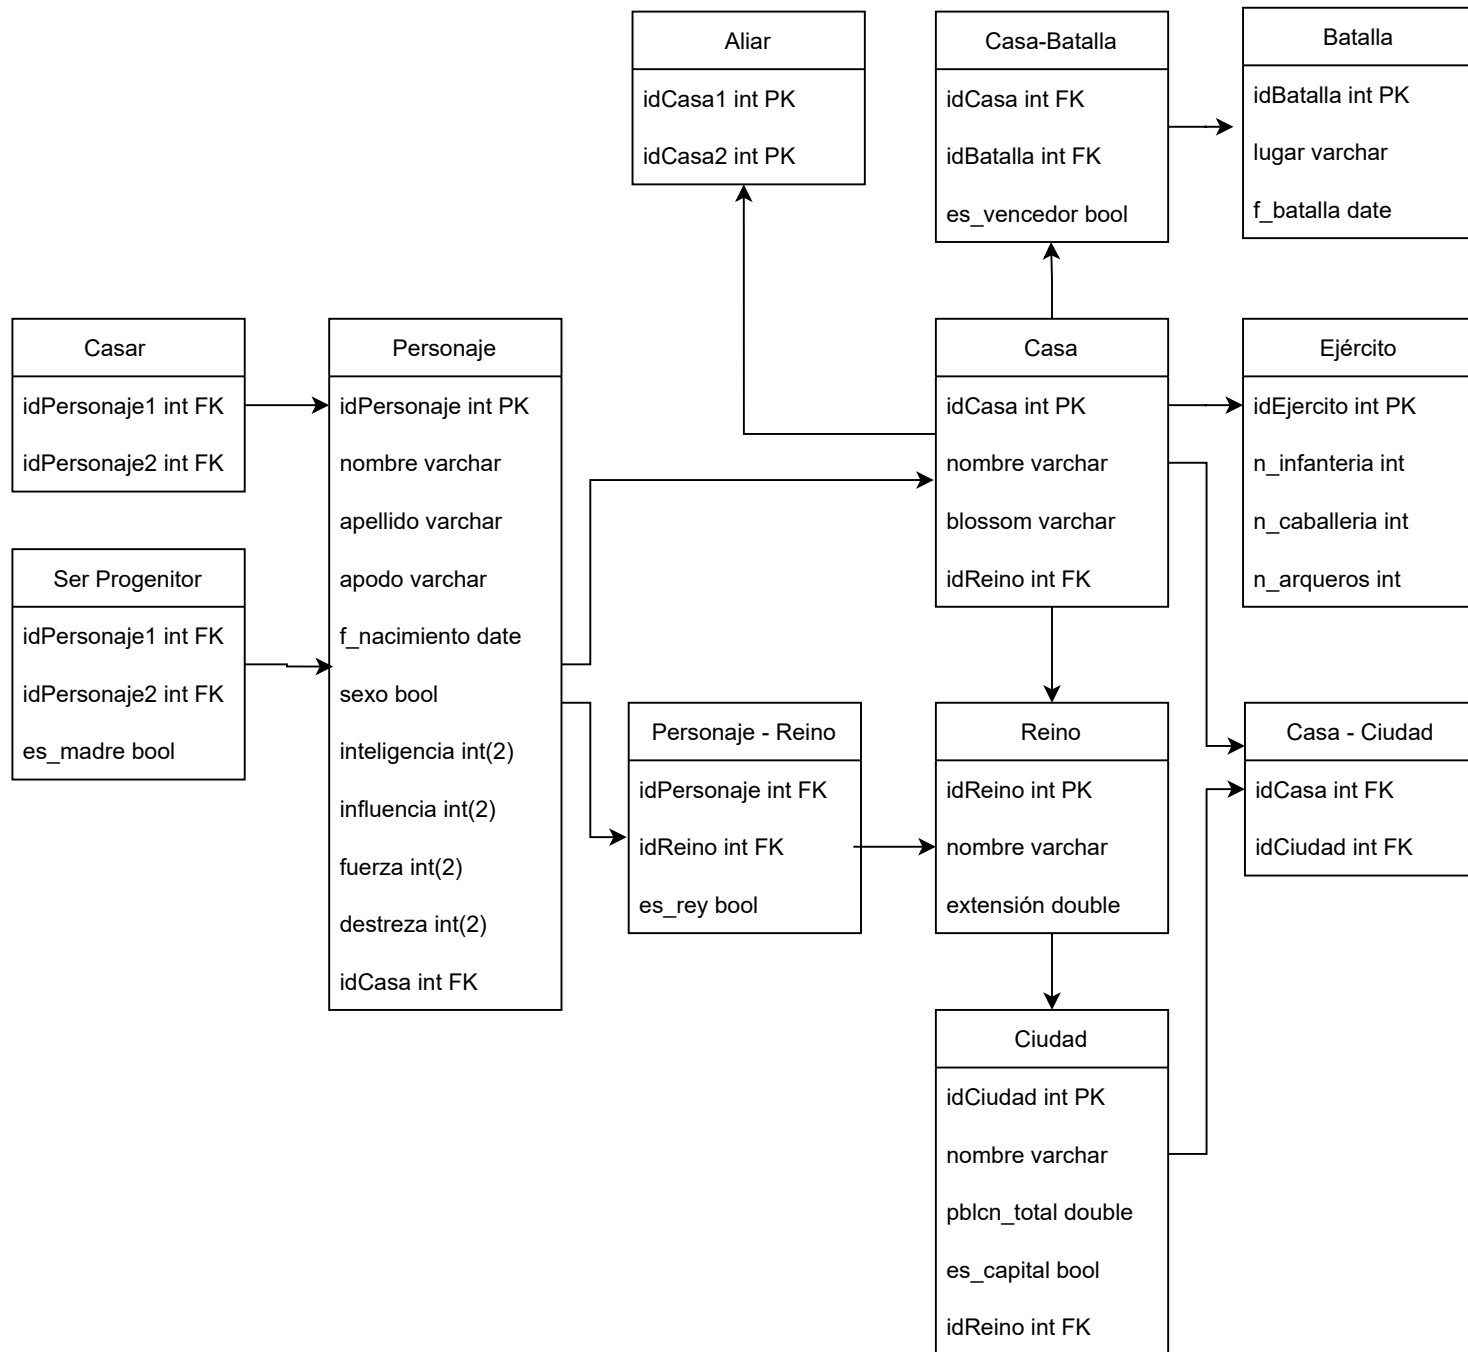 Aliar
idCasa1 int PK
idCasa2 int PK
Casa-Batalla
idCasa int FK
idBatalla int FK
es_vencedor bool
Batalla
idBatalla int PK
lugar varchar
f_batalla date
Casar
idPersonaje1 int FK
idPersonaje2 int FK
Personaje
idPersonaje int PK
nombre varchar
apellido varchar
apodo varchar
f_nacimiento date
sexo bool
inteligencia int(2)
influencia int(2)
fuerza int(2)
destreza int(2)
idCasa int FK
Casa
idCasa int PK
nombre varchar
blossom varchar
idReino int FK
Ejército
idEjercito int PK
n_infanteria int
n_caballeria int
n_arqueros int
Ser Progenitor
idPersonaje1 int FK
idPersonaje2 int FK
es_madre bool
Personaje - Reino
idPersonaje int FK
idReino int FK
es_rey bool
Reino
idReino int PK
nombre varchar
extensión double
Casa - Ciudad
idCasa int FK
idCiudad int FK
Ciudad
idCiudad int PK
nombre varchar
pblcn_total double
es_capital bool
idReino int FK